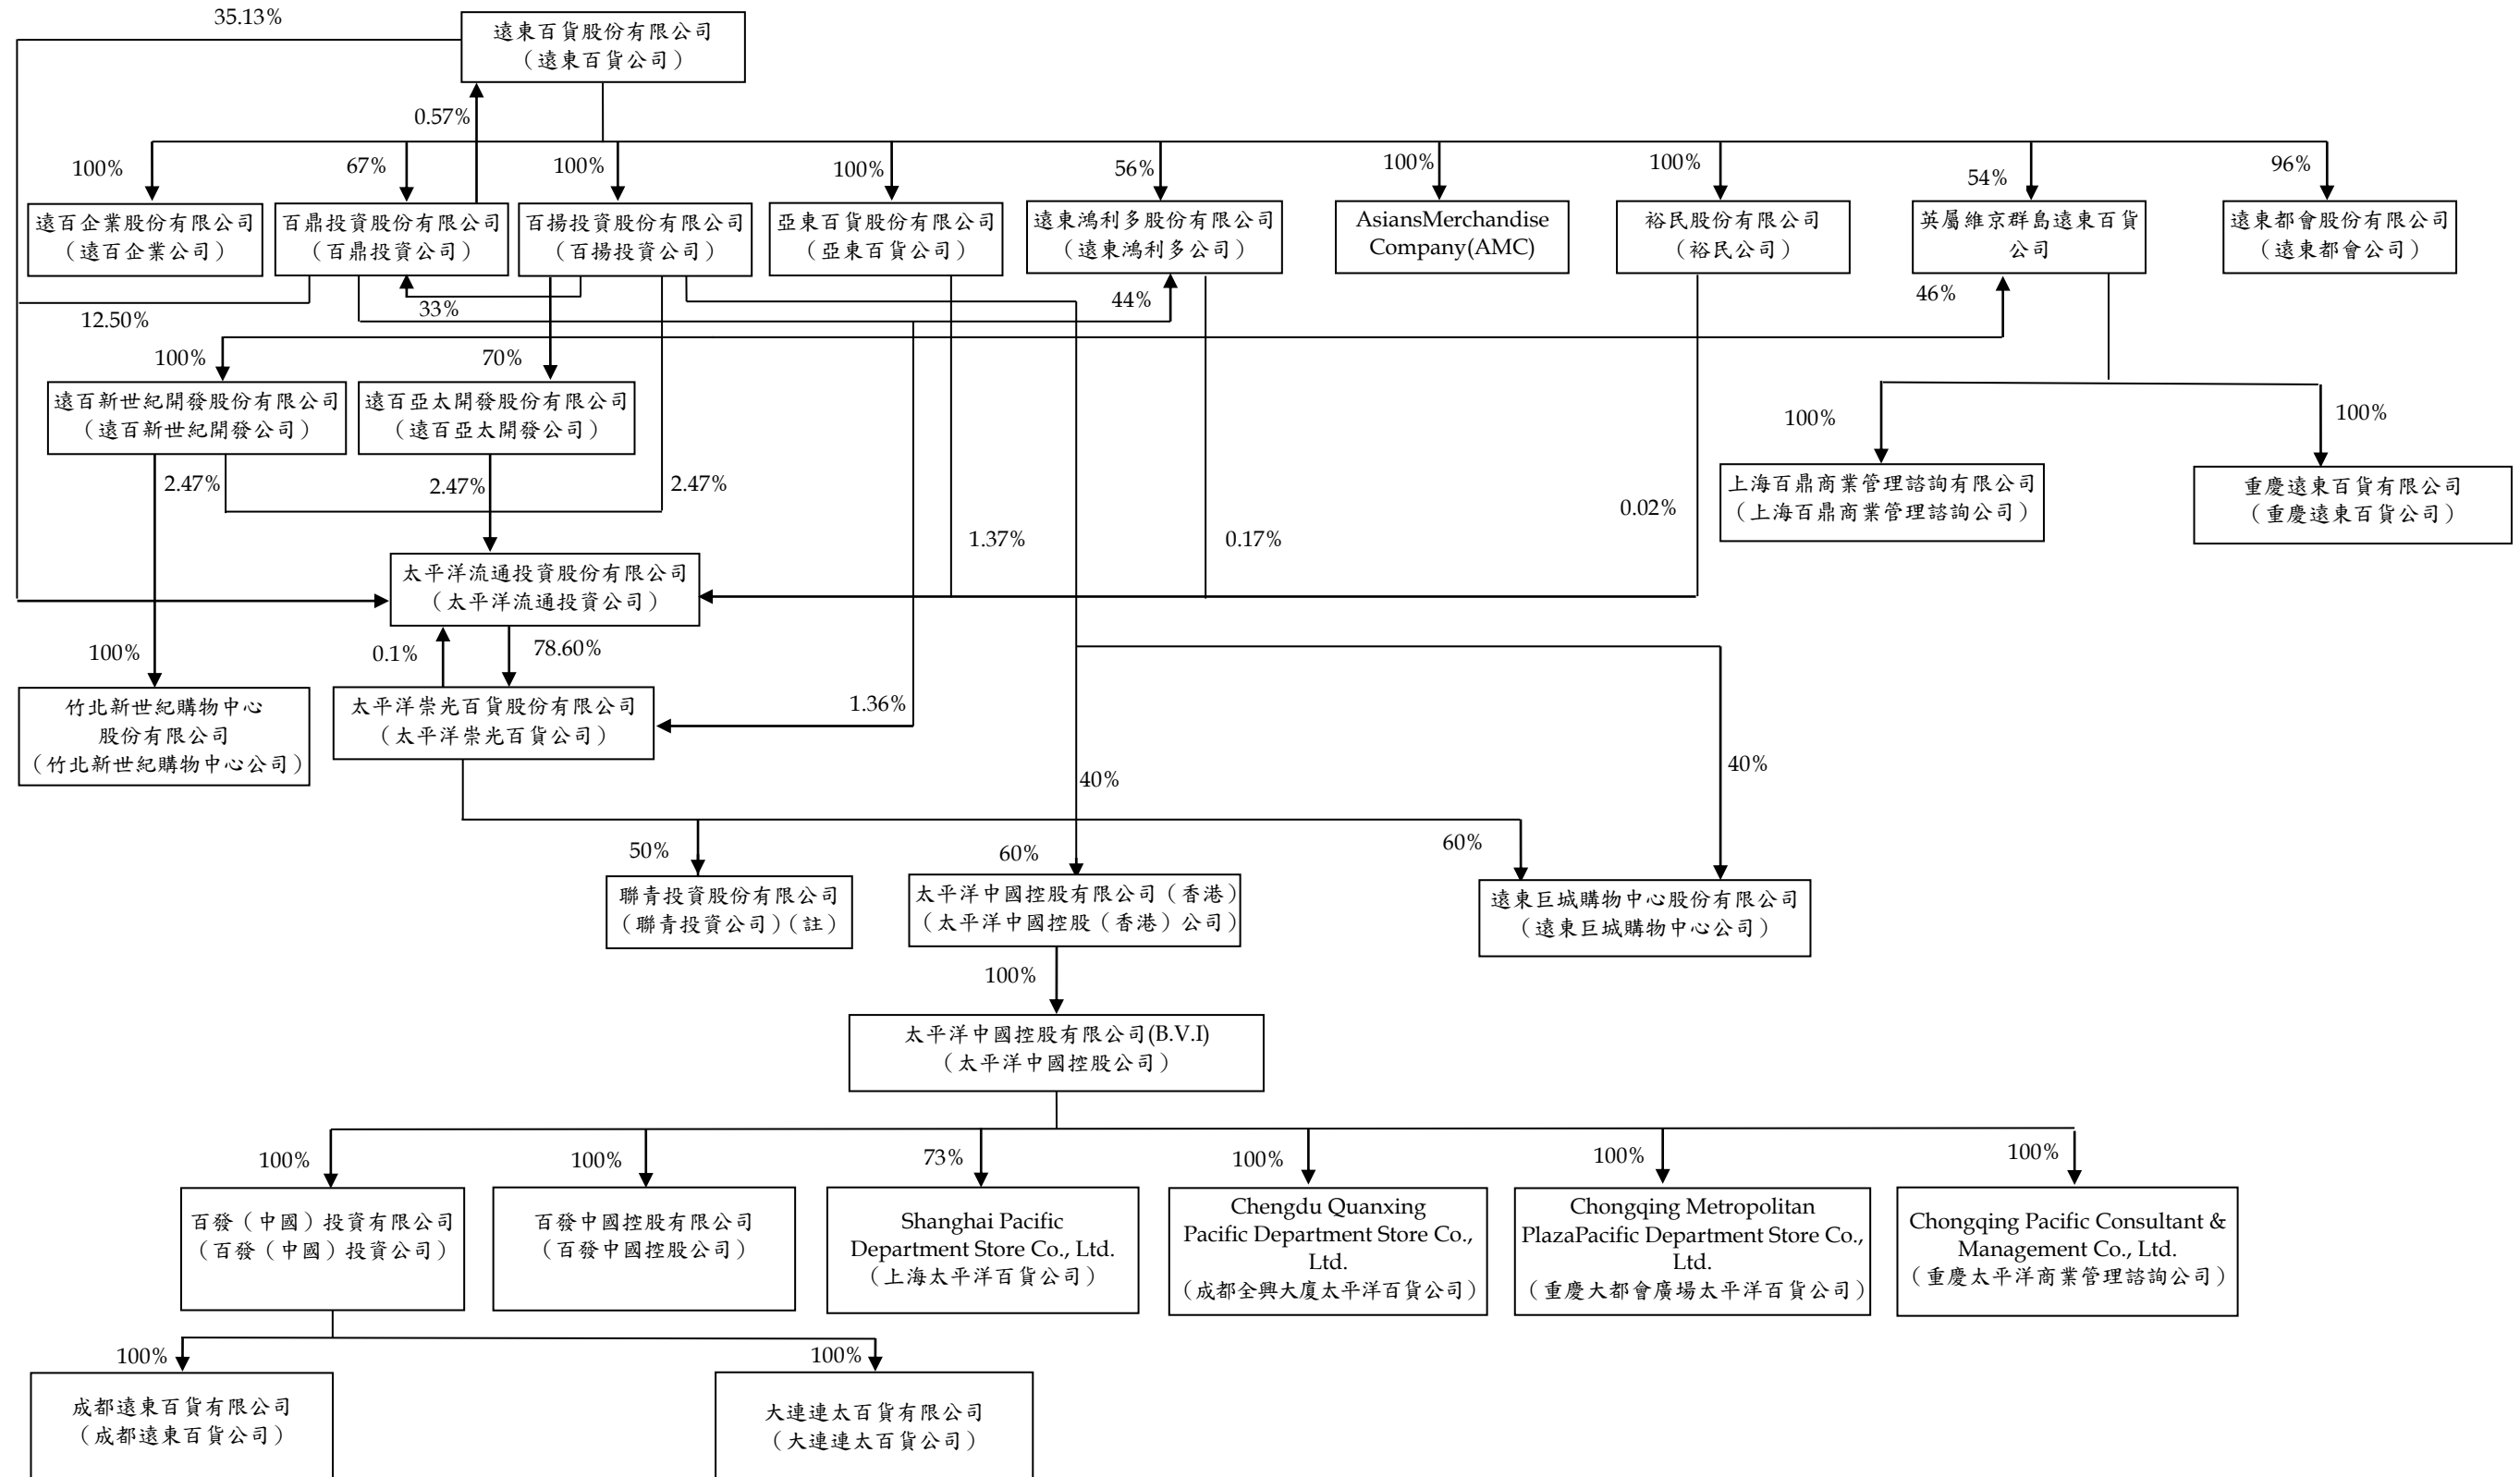 35.13%
遠東百貨股份有限公司
（遠東百貨公司）
0.57%
100%
67%
100%
100%
56%
100%
100%
54%
96%
遠百企業股份有限公司
（遠百企業公司）
百鼎投資股份有限公司
（百鼎投資公司）
百揚投資股份有限公司
（百揚投資公司）
亞東百貨股份有限公司
（亞東百貨公司）
遠東鴻利多股份有限公司
（遠東鴻利多公司）
AsiansMerchandise
Company(AMC)
裕民股份有限公司
（裕民公司）
英屬維京群島遠東百貨
公司
遠東都會股份有限公司
（遠東都會公司）
12.50%
33%
44%
46%
100%
70%
遠百新世紀開發股份有限公司
（遠百新世紀開發公司）
遠百亞太開發股份有限公司
（遠百亞太開發公司）
100%
100%
2.47%
2.47%
2.47%
上海百鼎商業管理諮詢有限公司
（上海百鼎商業管理諮詢公司）
重慶遠東百貨有限公司
（重慶遠東百貨公司）
1.37%
0.17%
0.02%
太平洋流通投資股份有限公司
（太平洋流通投資公司）
100%
0.1%
78.60%
竹北新世紀購物中心
股份有限公司
（竹北新世紀購物中心公司）
太平洋崇光百貨股份有限公司
（太平洋崇光百貨公司）
1.36%
40%
40%
50%
60%
60%
聯青投資股份有限公司
（聯青投資公司）（註）
太平洋中國控股有限公司（香港）
（太平洋中國控股（香港）公司）
遠東巨城購物中心股份有限公司
（遠東巨城購物中心公司）
100%
太平洋中國控股有限公司(B.V.I)
（太平洋中國控股公司）
100%
100%
73%
100%
100%
100%
百發（中國）投資有限公司
（百發（中國）投資公司）
百發中國控股有限公司
（百發中國控股公司）
Shanghai Pacific
Department Store Co., Ltd.
（上海太平洋百貨公司）
Chengdu Quanxing
Pacific Department Store Co.,
Ltd.
（成都全興大廈太平洋百貨公司）
Chongqing Metropolitan
PlazaPacific Department Store Co.,
Ltd.
（重慶大都會廣場太平洋百貨公司）
Chongqing Pacific Consultant &
Management Co., Ltd.
（重慶太平洋商業管理諮詢公司）
100%
100%
成都遠東百貨有限公司
（成都遠東百貨公司）
大連連太百貨有限公司
（大連連太百貨公司）